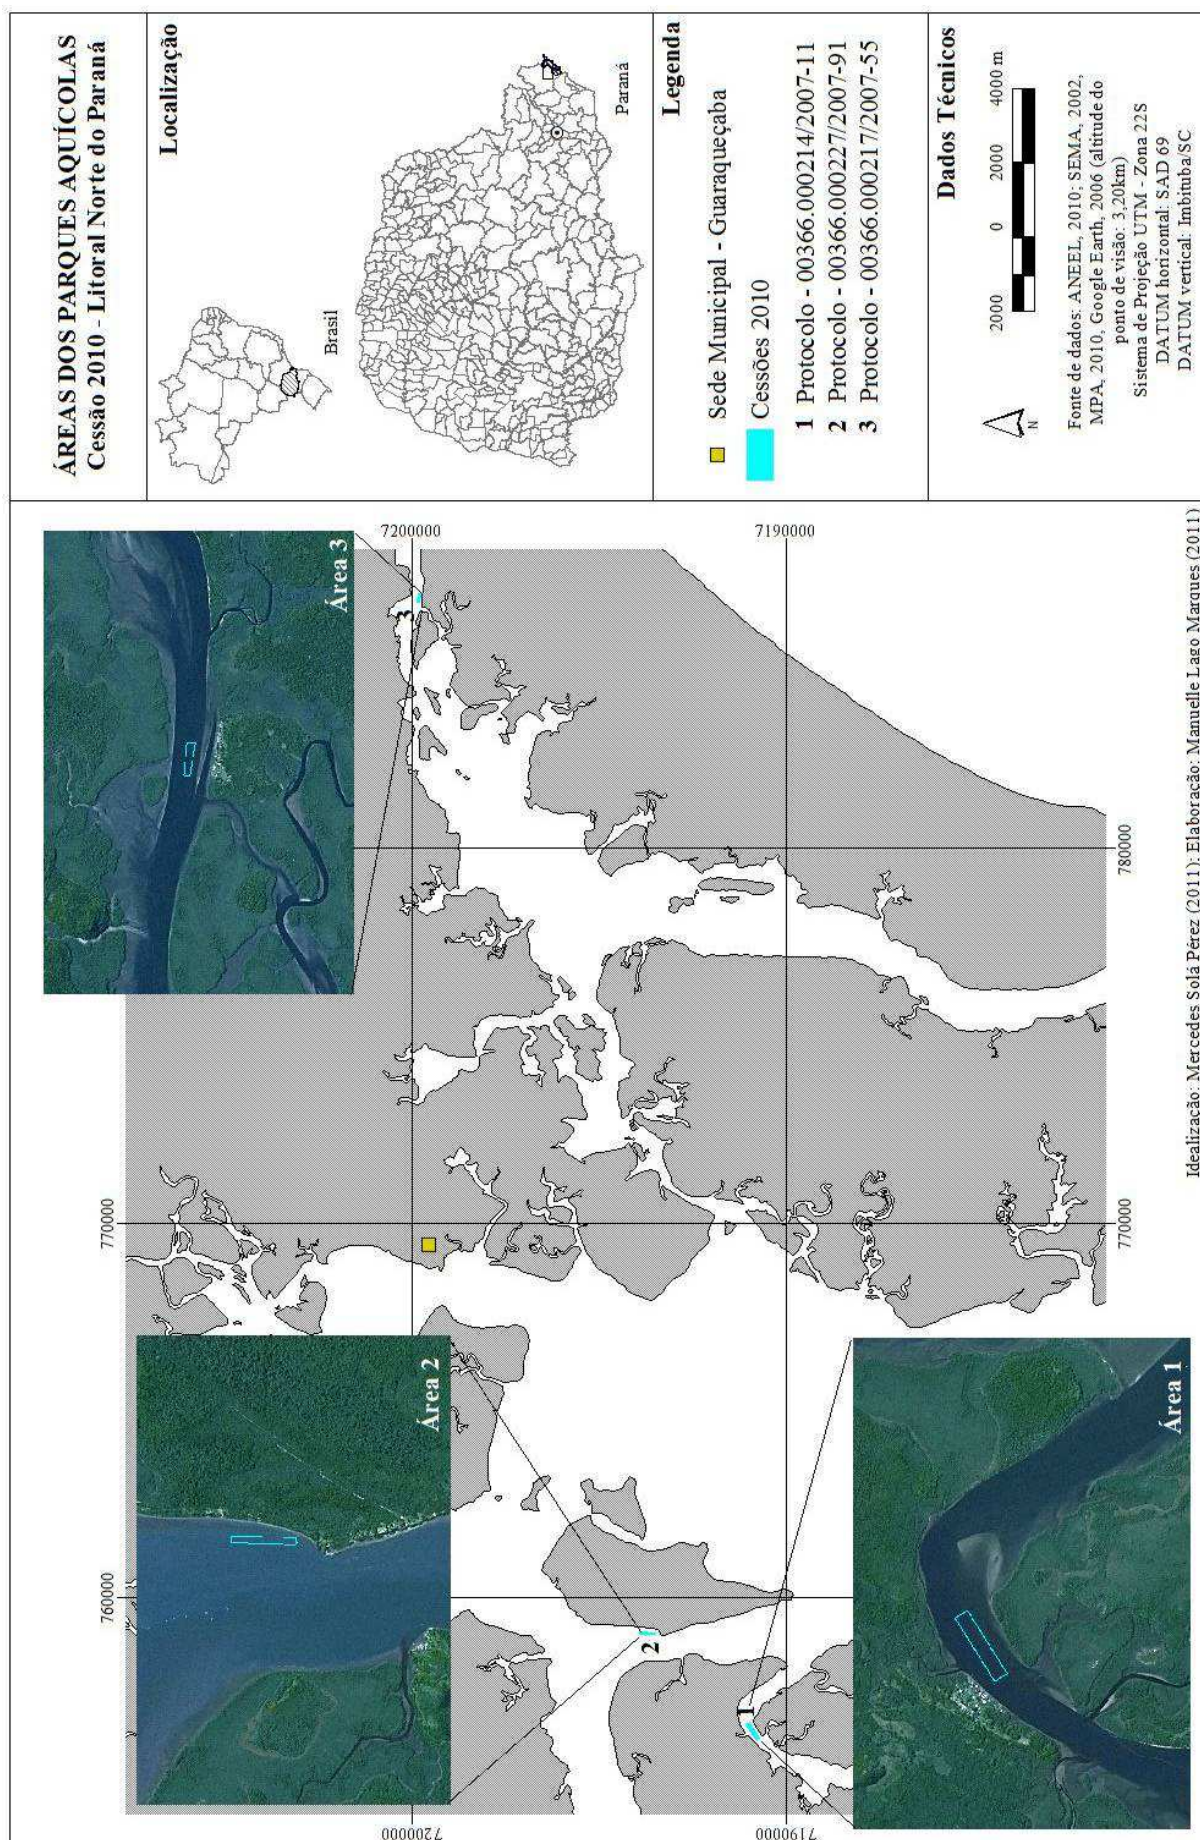 ÁREAS DOS PARQUES AQUÍCOLAS
Cessão 2010 - Litoral Norte do Paraná
Localização
Brasil
Paraná
Legenda
Sede Municipal - Guaraqueçaba
Cessões 2010
1 Protocolo - 00366.000214/2007-11
2 Protocolo - 00366.000227/2007-91
3 Protocolo - 00366.000217/2007-55
Dados Técnicos
N
2000 0 2000 4000 m
Fonte de dados: ANEEL, 2010; SEMA, 2002,
MPA, 2010, Google Earth, 2006 (altitude do
ponto de visão: 3,20km)
Sistema de Projeção UTM - Zona 22S
DATUM horizontal: SAD 69
DATUM vertical: Imbituba/SC
760000
770000
7200000
7200000
7190000
7190000
770000
780000
Área 2
Área 3
Área 1
1
2
3
Idealização: Mercedes Solá Pérez (2011); Elaboração: Manuelle Lago Marques (2011)